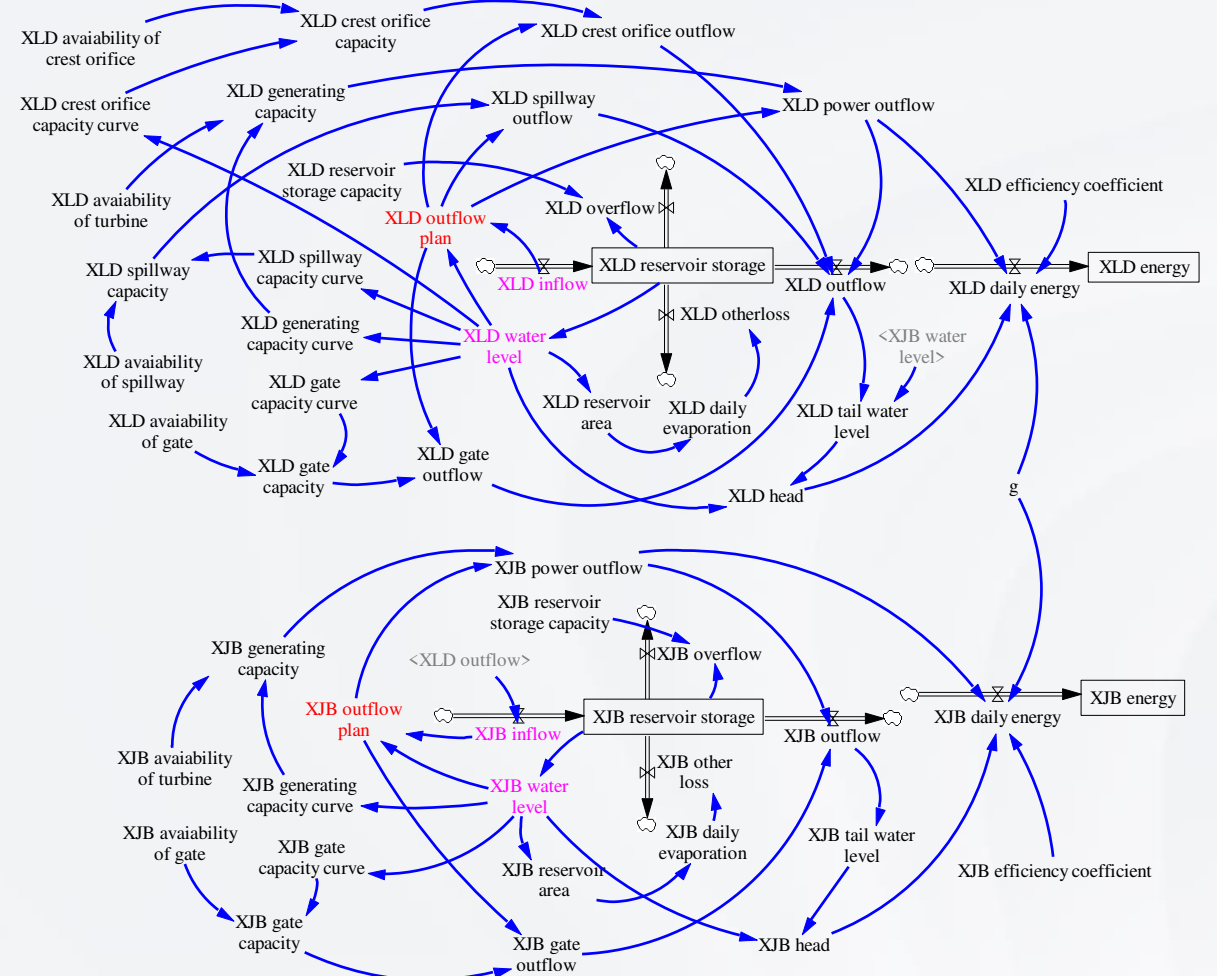 XLD avaiability of
crest orifice
XLD crest orifice
capacity
XLD crest orifice outflow
XLD crest orifice
capacity curve
XLD generating
capacity
XLD spillway
outflow
XLD power outflow
XLD reservoir
storage capacity
XLD avaiability
of turbine
XLD outflow
plan
XLD overflow
XLD efficiency coefficient
XLD spillway
capacity
XLD spillway
capacity curve
XLD inflow
XLD reservoir storage
XLD outflow
XLD daily energy
XLD energy
XLD generating
capacity curve
XLD water
level
XLD otherloss
<XJB water
level>
XLD avaiability
of spillway
XLD gate
capacity curve
XLD reservoir
area
XLD daily
evaporation
XLD tail water
level
XLD avaiability
of gate
XLD gate
capacity
XLD gate
outflow
XLD head
g
XJB power outflow
XJB reservoir
storage capacity
XJB generating
capacity
<XLD outflow>
XJB overflow
XJB outflow
plan
XJB inflow
XJB reservoir storage
XJB outflow
XJB daily energy
XJB energy
XJB avaiability
of turbine
XJB generating
capacity curve
XJB water
level
XJB other
loss
XJB avaiability
of gate
XJB gate
capacity curve
XJB reservoir
area
XJB daily
evaporation
XJB tail water
level
XJB efficiency coefficient
XJB gate
capacity
XJB gate
outflow
XJB head